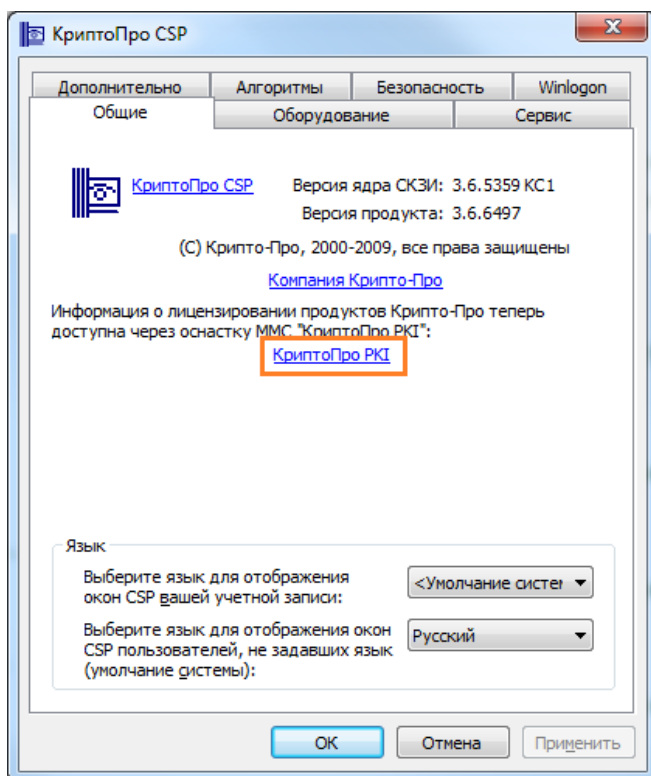 КриптоПро CSP
Дополнительно Алгоритмы Безопасность Winlogon
Общие Оборудование Сервис
КриптоПро CSP Версия ядра СКЗИ: 3.6.5359 КС1
Версия продукта: 3.6.6497
(С) Крипто-Про, 2000-2009, все права защищены
Компания Крипто-Про
Информация о лицензировании продуктов Крипто-Про теперь
доступна через оснастку ММС "КриптоПро PKI":
КриптоПро PKI
Язык
Выберите язык для отображения
окон CSP вашей учетной записи:
<Умолчание систег
Выберите язык для отображения окон
CSP пользователей, не задавших язык
(умолчание системы):
Русский
ОК Отмена Применить